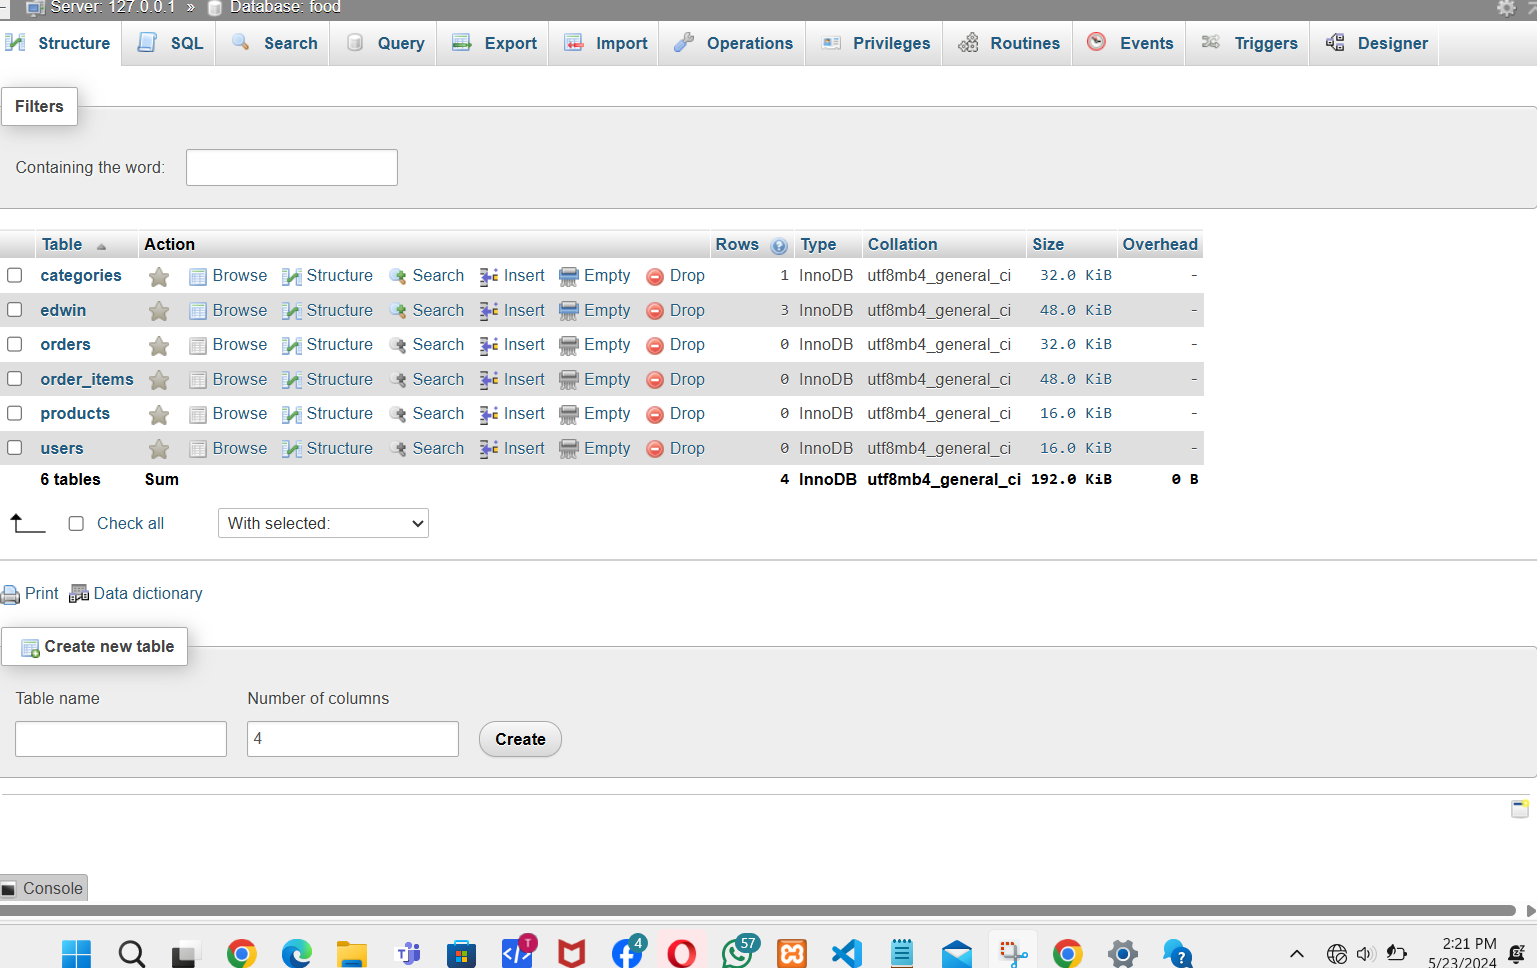 Server: 127.0.0.1 » Database: food
Structure SQL Search Query Export Import Operations Privileges Routines Events Triggers Designer
Filters
Containing the word:
Table Action Rows Type Collation Size Overhead
categories Browse Structure Search Insert Empty Drop 1 InnoDB utf8mb4_general_ci 32.0 KiB -
edwin Browse Structure Search Insert Empty Drop 3 InnoDB utf8mb4_general_ci 48.0 KiB -
orders Browse Structure Search Insert Empty Drop 0 InnoDB utf8mb4_general_ci 32.0 KiB -
order_items Browse Structure Search Insert Empty Drop 0 InnoDB utf8mb4_general_ci 48.0 KiB -
products Browse Structure Search Insert Empty Drop 0 InnoDB utf8mb4_general_ci 16.0 KiB -
users Browse Structure Search Insert Empty Drop 0 InnoDB utf8mb4_general_ci 16.0 KiB -
6 tables Sum 4 InnoDB utf8mb4_general_ci 192.0 KiB 0 B
Check all With selected:
Print Data dictionary
Create new table
Table name Number of columns
4 Create
Console
T 4 57
2:21 PM
5/23/2024